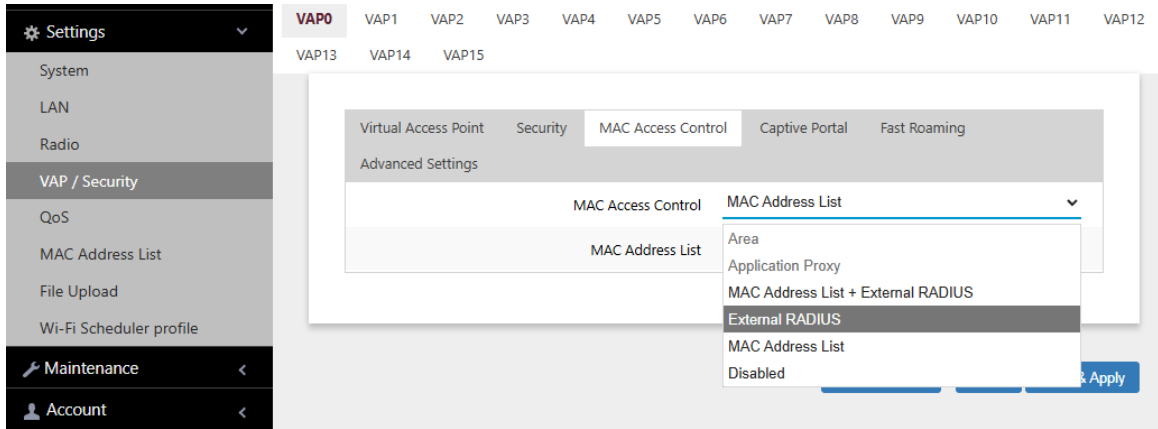 Settings
System
LAN
Radio
VAP / Security
QoS
MAC Address List
File Upload
Wi-Fi Scheduler profile
Maintenance
Account
VAP0 VAP1 VAP2 VAP3 VAP4 VAP5 VAP6 VAP7 VAP8 VAP9 VAP10 VAP11 VAP12
VAP13 VAP14 VAP15
Virtual Access Point Security MAC Access Control Captive Portal Fast Roaming
Advanced Settings
MAC Access Control MAC Address List
MAC Address List
Area
Application Proxy
MAC Address List + External RADIUS
External RADIUS
MAC Address List
Disabled
& Apply